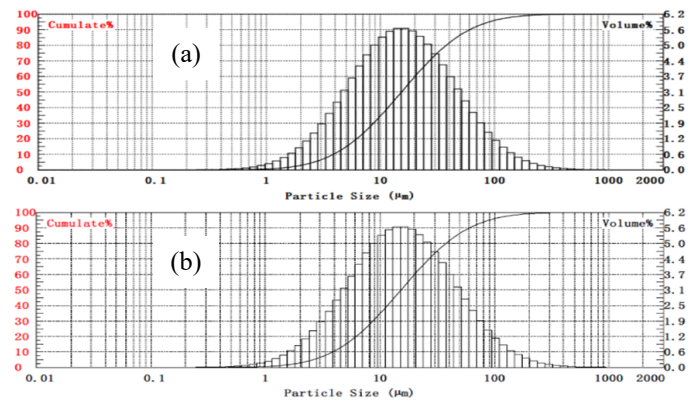 100 Cumulate% Volume% 6.2
90 5.6
80 (a) 5.0
70 4.4
60 3.7
50 3.1
40 2.5
30 1.9
20 1.2
10 0.6
0 0.0
0.01 0.1 1 10 100 1000 2000
Particle Size (µm)
100 Cumulate% Volume% 6.2
90 5.6
80 5.0
70 (b) 4.4
60 3.7
50 3.1
40 2.5
30 1.9
20 1.2
10 0.6
0 0.0
0.01 0.1 1 10 100 1000 2000
Particle Size (µm)